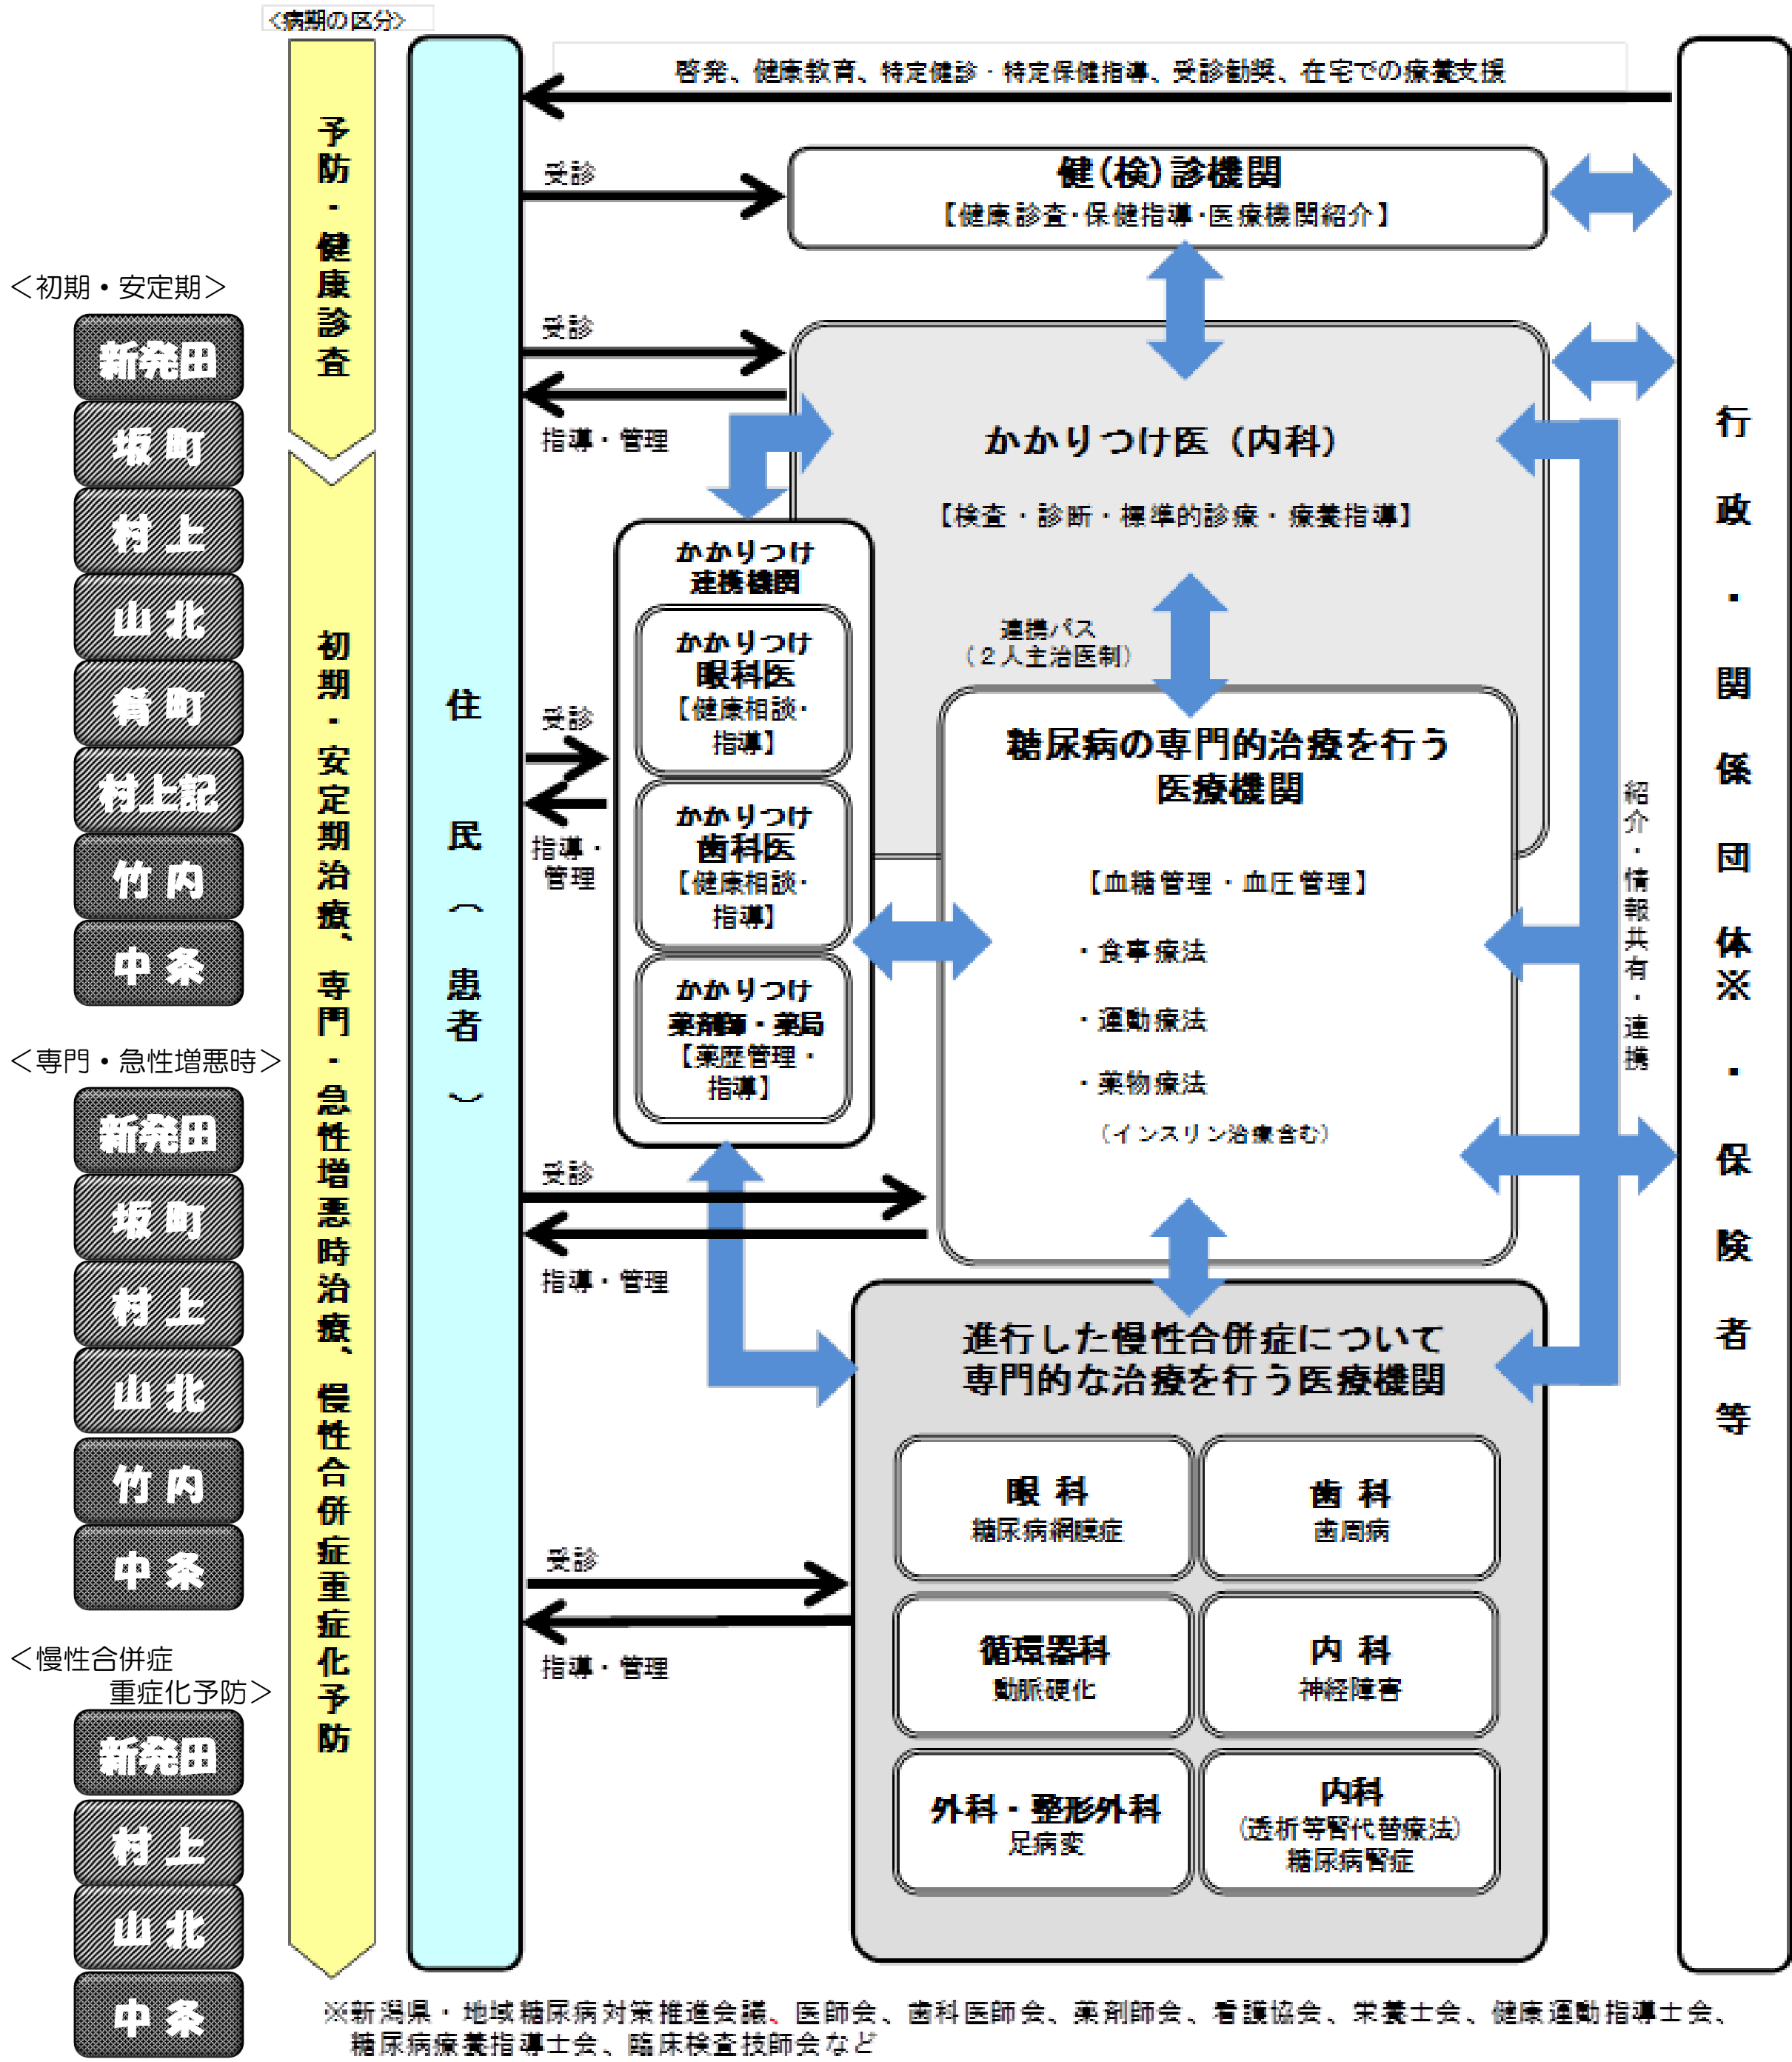 <病期の区分>
予防・健康診査
初期・安定期治療、専門・急性増悪時治療、慢性合併症重症化予防
＜初期・安定期＞
新発田
坂町
村上
山北
肴町
村上記
竹内
中条
＜専門・急性増悪時＞
新発田
坂町
村上
山北
竹内
中条
＜慢性合併症
重症化予防＞
新発田
村上
山北
中条
住民（患者）
啓発、健康教育、特定健診・特定保健指導、受診勧奨、在宅での療養支援
受診
健(検)診機関
【健康診査・保健指導・医療機関紹介】
受診
指導・管理
かかりつけ医（内科）
【検査・診断・標準的診療・療養指導】
連携パス
（２人主治医制）
かかりつけ
連携機関
かかりつけ
眼科医
【健康相談・
指導】
かかりつけ
歯科医
【健康相談・
指導】
かかりつけ
薬剤師・薬局
【薬歴管理・
指導】
受診
指導・
管理
糖尿病の専門的治療を行う
医療機関
【血糖管理・血圧管理】
・食事療法
・運動療法
・薬物療法
（インスリン治療含む）
受診
指導・管理
進行した慢性合併症について
専門的な治療を行う医療機関
眼科
糖尿病網膜症
歯科
歯周病
循環器科
動脈硬化
内科
神経障害
外科・整形外科
足病変
内科
(透析等腎代替療法)
糖尿病腎症
受診
指導・管理
紹介・情報共有・連携
行政・関係団体※・保険者等
※新潟県・地域糖尿病対策推進会議、医師会、歯科医師会、薬剤師会、看護協会、栄養士会、健康運動指導士会、
糖尿病療養指導士会、臨床検査技師会など